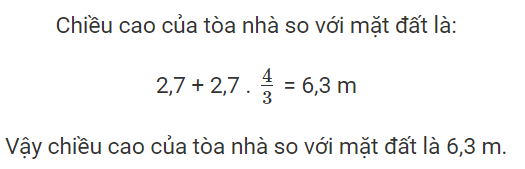 Chiều cao của tòa nhà so với mặt đất là:
2,7 + 2,7 . 4/3 = 6,3 m
Vậy chiều cao của tòa nhà so với mặt đất là 6,3 m.